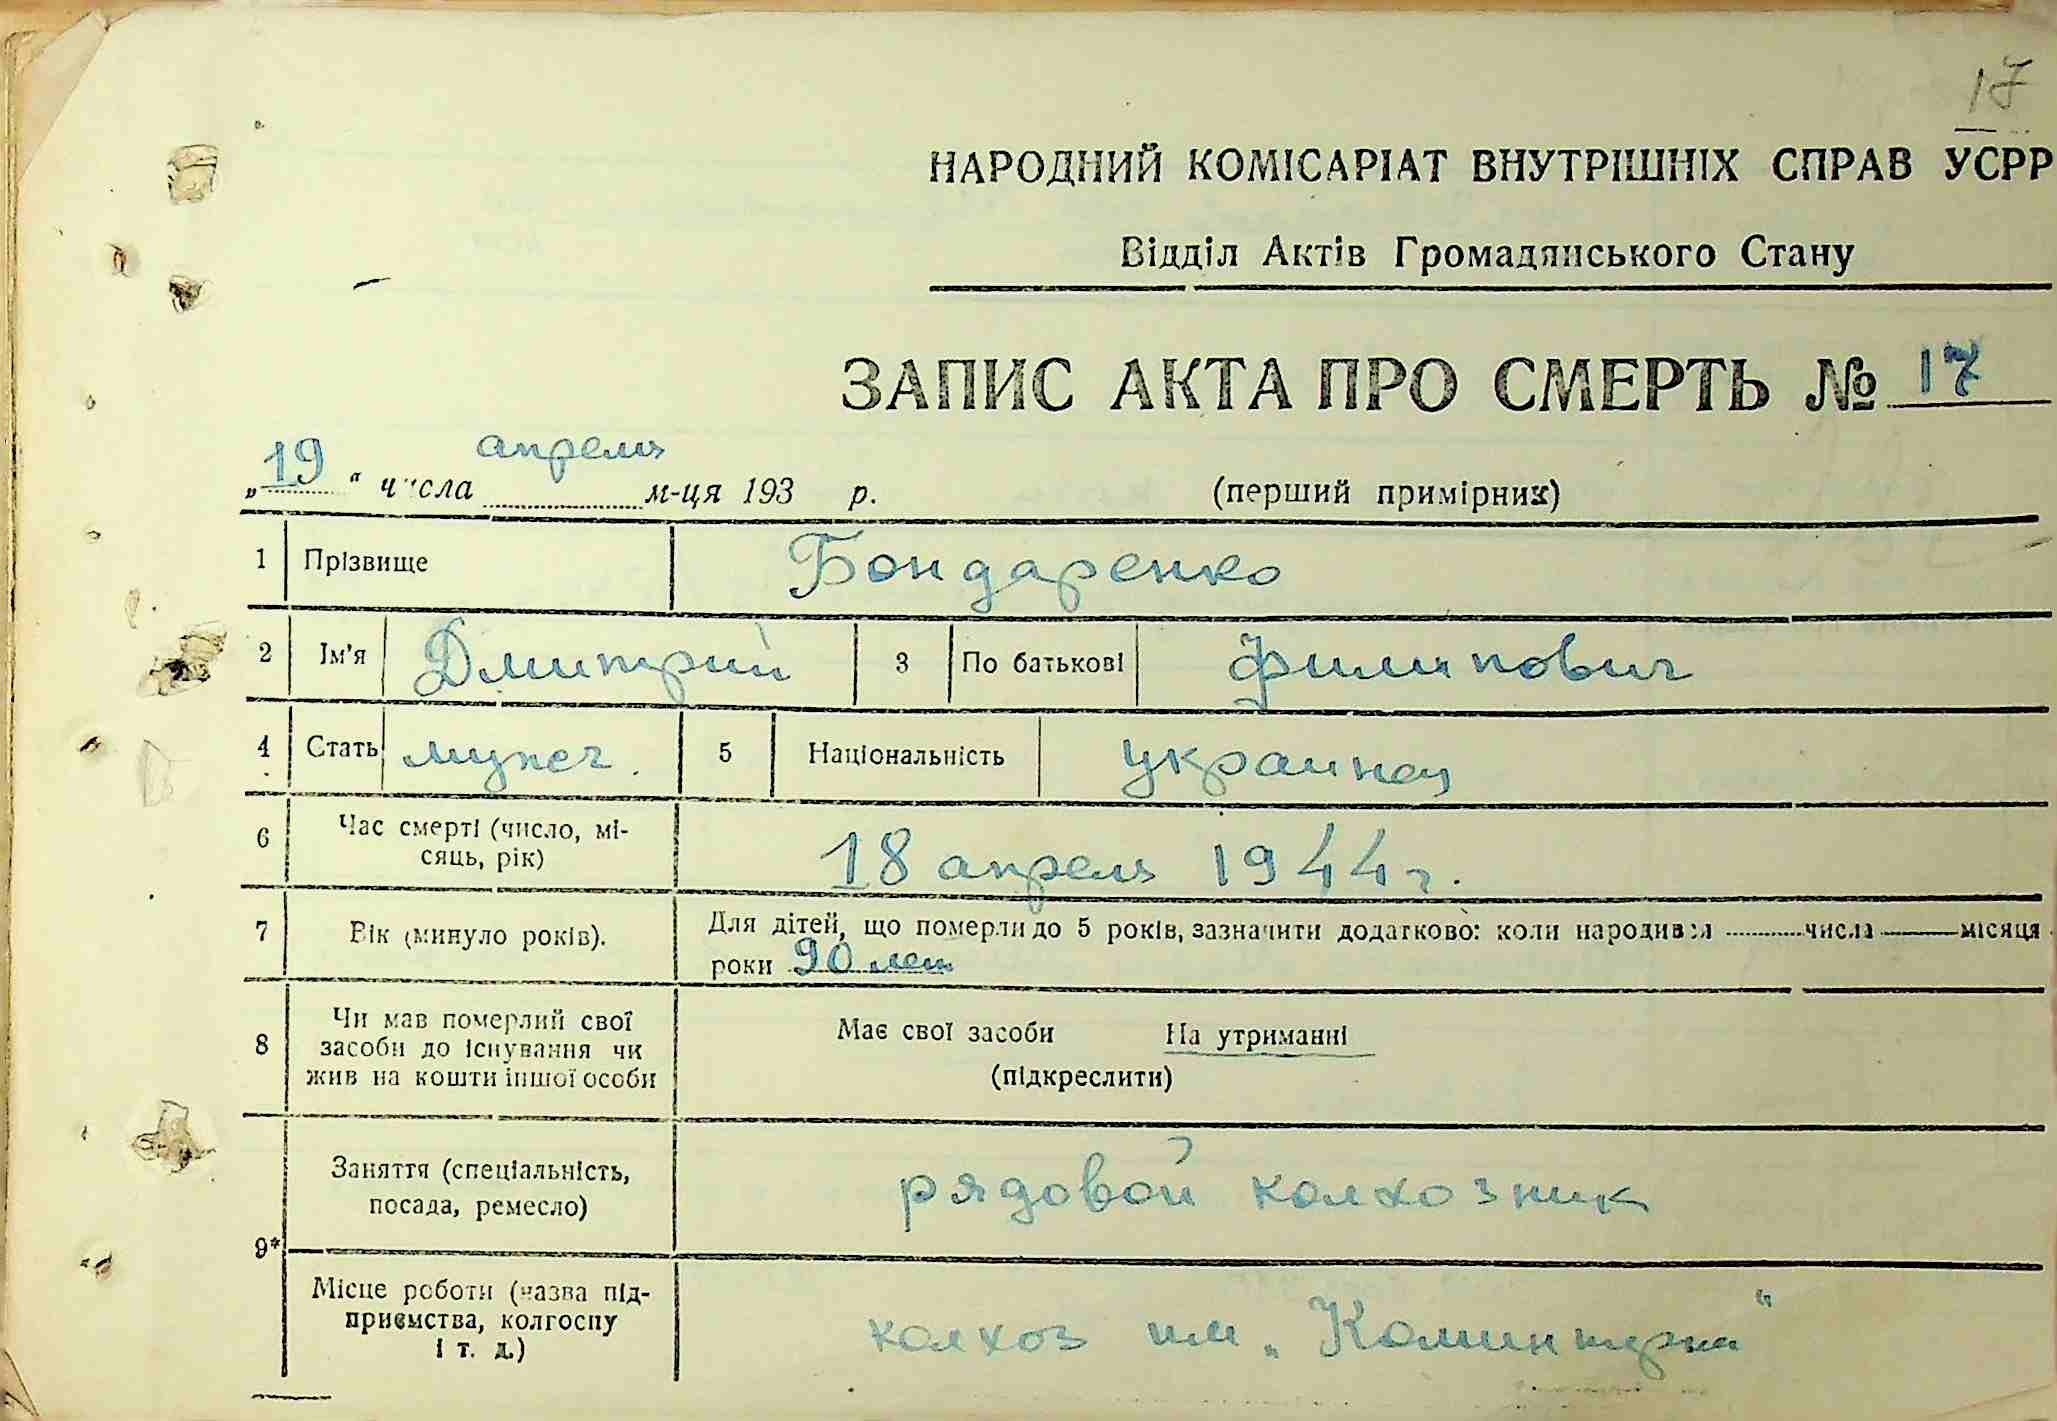 17
НАРОДНИЙ КОМІСАРІАТ ВНУТРІШНІХ СПРАВ УСРР
Відділ Актів Громадянського Стану
ЗАПИС АКТА ПРО СМЕРТЬ № 17
„19“ числа апреля м-ця 193 р. (перший примірник)
1 Прізвище Бондаренко
2 Ім'я Дмитрий 3 По батькові Филипович
4 Стать мужеч. 5 Національність украинец
6 Час смерті (число, мі-
сяць, рік) 18 апреля 1944 г.
7 Вік (минуло років). Для дітей, що померли до 5 років, зазначити додатково: коли народився числа місяця
роки 90 лет
8 Чи мав померлий свої
засоби до існування чи
жив на кошти іншої особи
Має свої засоби На утриманні
(підкреслити)
9* Заняття (спеціальність,
посада, ремесло) рядовой колхозник
Місце роботи (назва під-
приємства, колгоспу
і т. д.) колхоз им „Коминтерна“